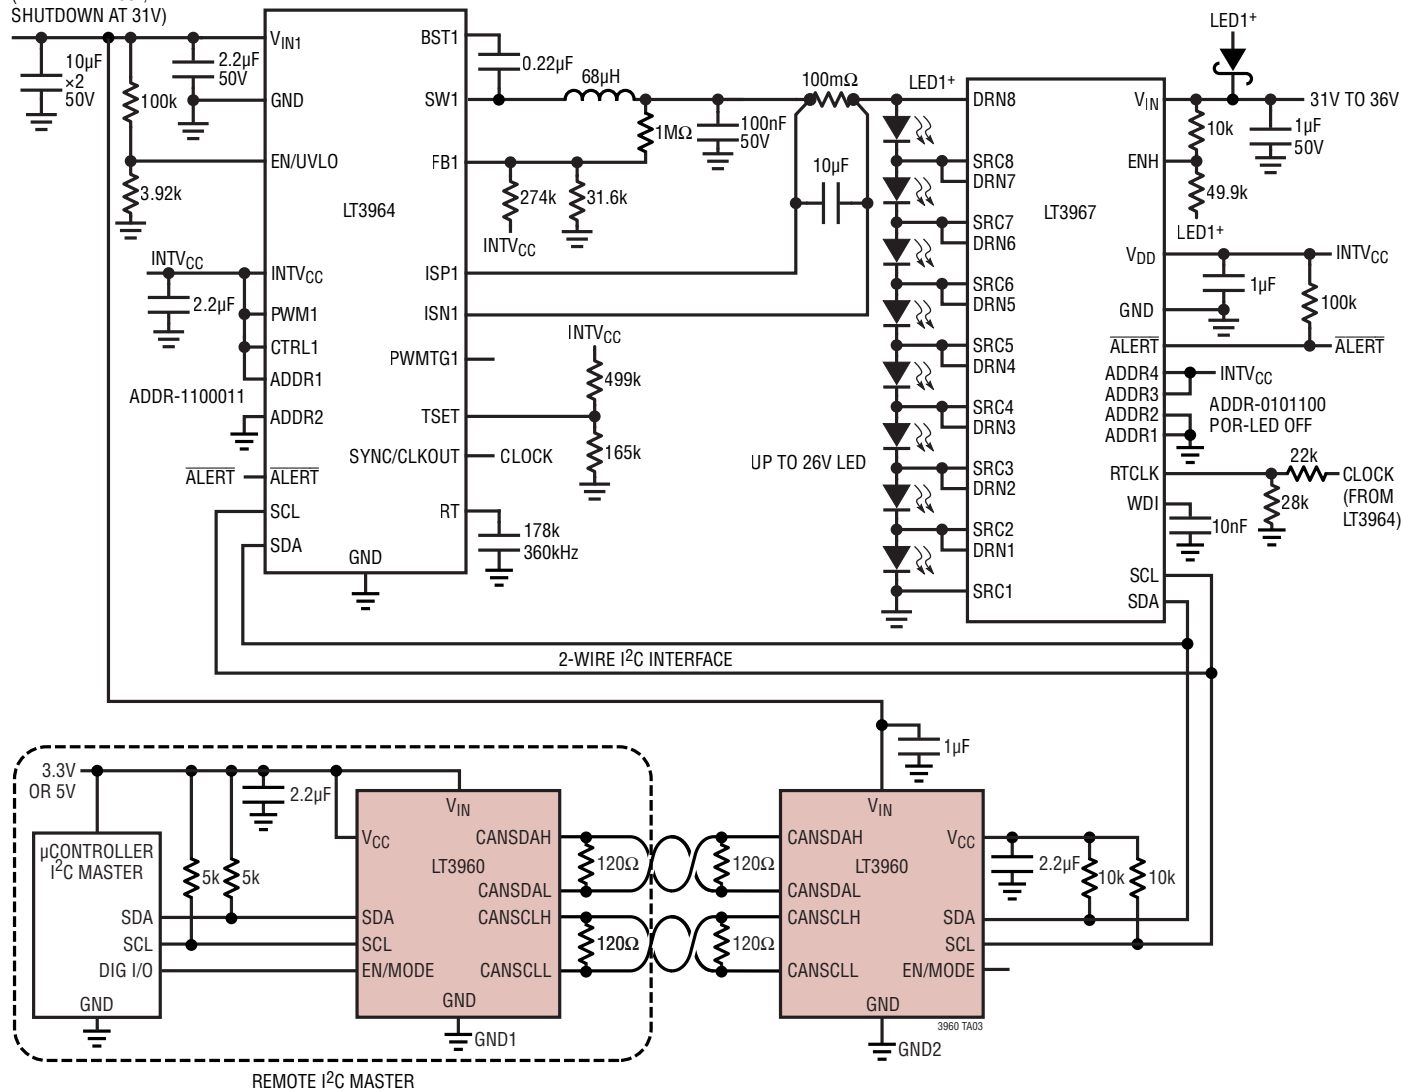 SHUTDOWN AT 31V)
10µF
×2
50V
100k
3.92k
2.2µF
50V
VIN1
GND
EN/UVLO
LT3964
INTVCC
INTVCC
2.2µF
PWM1
CTRL1
ADDR1
ADDR-1100011
ADDR2
ALERT
ALERT
SCL
SDA
GND
BST1
0.22µF
SW1
68µH
1MΩ
100nF
50V
FB1
274k
31.6k
INTVCC
ISP1
ISN1
100mΩ
10µF
PWMTG1
INTVCC
499k
TSET
165k
SYNC/CLKOUT
CLOCK
RT
178k
360kHz
LED1+
UP TO 26V LED
DRN8
SRC8
DRN7
SRC7
DRN6
SRC6
DRN5
SRC5
DRN4
SRC4
DRN3
SRC3
DRN2
SRC2
DRN1
SRC1
LT3967
LED1+
VIN
31V TO 36V
10k
1µF
50V
ENH
49.9k
LED1+
VDD
INTVCC
1µF
100k
GND
ALERT
ALERT
ADDR4
INTVCC
ADDR3
ADDR2
ADDR1
ADDR-0101100
POR-LED OFF
RTCLK
22k
CLOCK
(FROM
LT3964)
28k
WDI
10nF
SCL
SDA
2-WIRE I2C INTERFACE
1µF
3.3V
OR 5V
2.2µF
µCONTROLLER
I2C MASTER
5k
5k
SDA
SCL
DIG I/O
GND
VIN
VCC
LT3960
CANSDAH
CANSDAL
CANSCLH
CANSCLL
SDA
SCL
EN/MODE
GND
GND1
120Ω
120Ω
120Ω
120Ω
VIN
CANSDAH
CANSDAL
CANSCLH
CANSCLL
LT3960
VCC
SDA
SCL
EN/MODE
GND
GND2
2.2µF
10k
10k
3960 TA03
REMOTE I2C MASTER